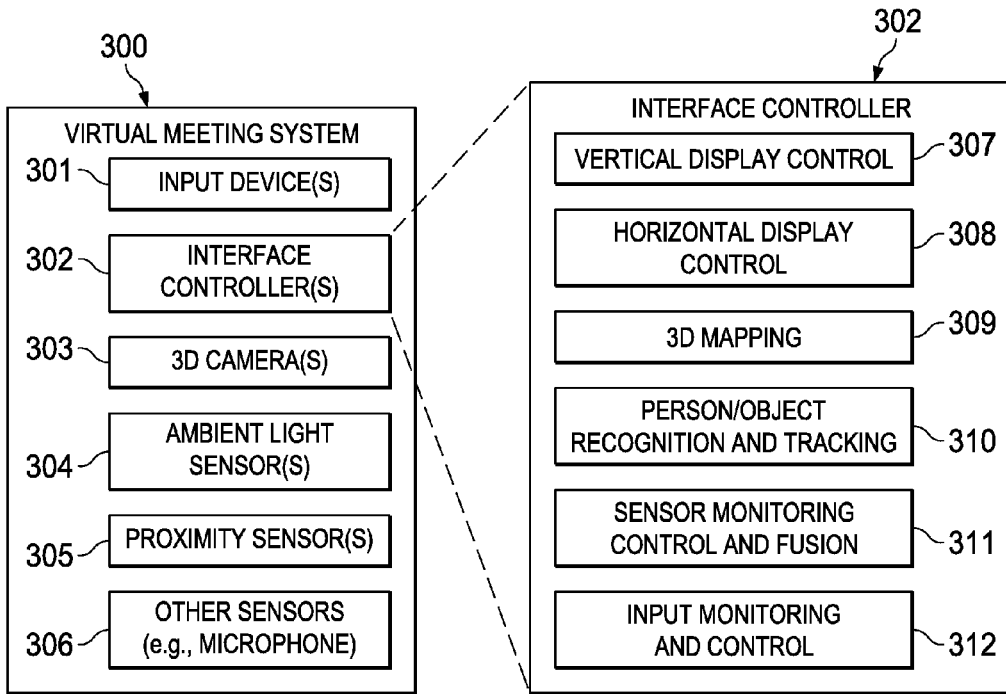 300
VIRTUAL MEETING SYSTEM
301
INPUT DEVICE(S)
302
INTERFACE
CONTROLLER(S)
303
3D CAMERA(S)
304
AMBIENT LIGHT
SENSOR(S)
305
PROXIMITY SENSOR(S)
306
OTHER SENSORS
(e.g., MICROPHONE)
302
INTERFACE CONTROLLER
VERTICAL DISPLAY CONTROL
307
HORIZONTAL DISPLAY
CONTROL
308
3D MAPPING
309
PERSON/OBJECT
RECOGNITION AND TRACKING
310
SENSOR MONITORING
CONTROL AND FUSION
311
INPUT MONITORING
AND CONTROL
312